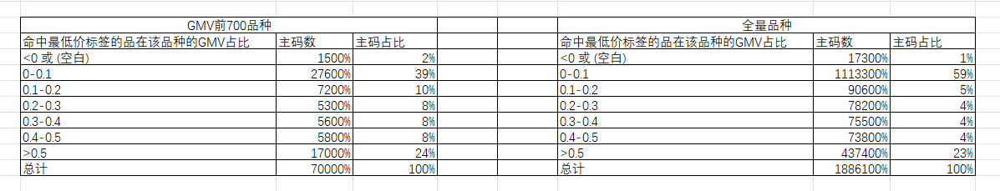 GMV前700品种 全量品种
命中最低价标签的品在该品种的GMV占比 主码数 主码占比 命中最低价标签的品在该品种的GMV占比 主码数 主码占比
<0 或 (空白) 1500% 2% <0 或 (空白) 17300% 1%
0-0.1 27600% 39% 0-0.1 1113300% 59%
0.1-0.2 7200% 10% 0.1-0.2 90600% 5%
0.2-0.3 5300% 8% 0.2-0.3 78200% 4%
0.3-0.4 5600% 8% 0.3-0.4 75500% 4%
0.4-0.5 5800% 8% 0.4-0.5 73800% 4%
>0.5 17000% 24% >0.5 437400% 23%
总计 70000% 100% 总计 1886100% 100%